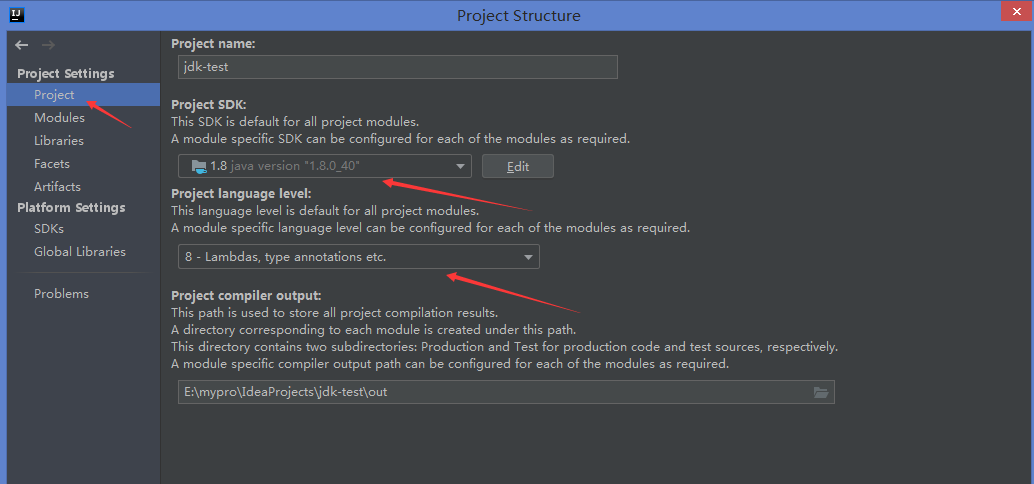 IJ
Project Structure
Project Settings
Project
Modules
Libraries
Facets
Artifacts
Platform Settings
SDKs
Global Libraries
Problems
Project name:
jdk-test
Project SDK:
This SDK is default for all project modules.
A module specific SDK can be configured for each of the modules as required.
1.8 java version "1.8.0_40"
Edit
Project language level:
This language level is default for all project modules.
A module specific language level can be configured for each of the modules as required.
8 - Lambdas, type annotations etc.
Project compiler output:
This path is used to store all project compilation results.
A directory corresponding to each module is created under this path.
This directory contains two subdirectories: Production and Test for production code and test sources, respectively.
A module specific compiler output path can be configured for each of the modules as required.
E:\mypro\IdeaProjects\jdk-test\out